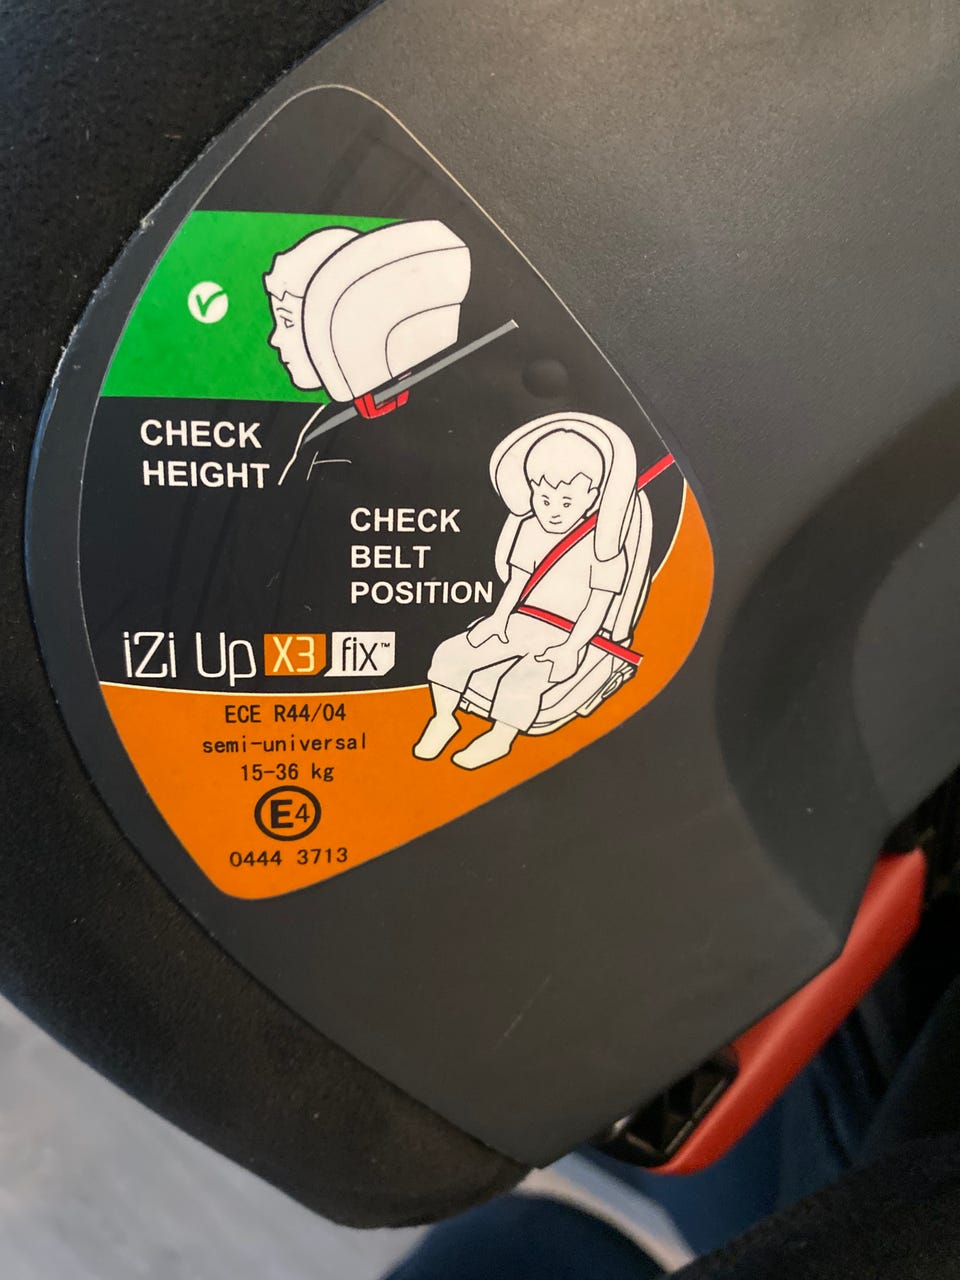 CHECK
HEIGHT
CHECK
BELT
POSITION
iZi Up X3 fix™
ECE R44/04
semi-universal
15-36 kg
E4
0444 3713